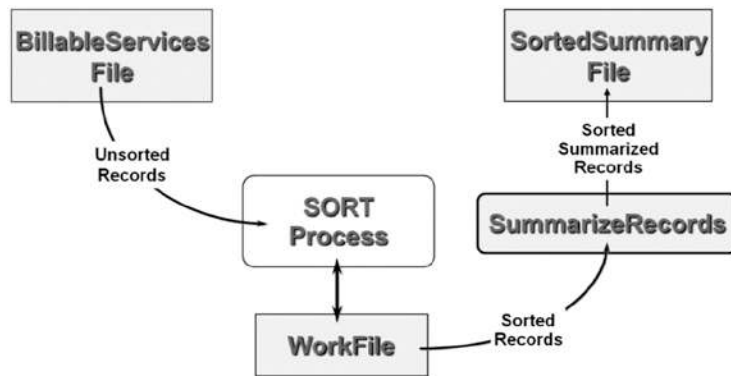 BillableServices
File
SortedSummary
File
Unsorted
Records
Sorted
Summarized
Records
SORT
Process
SummarizeRecords
WorkFile
Sorted
Records